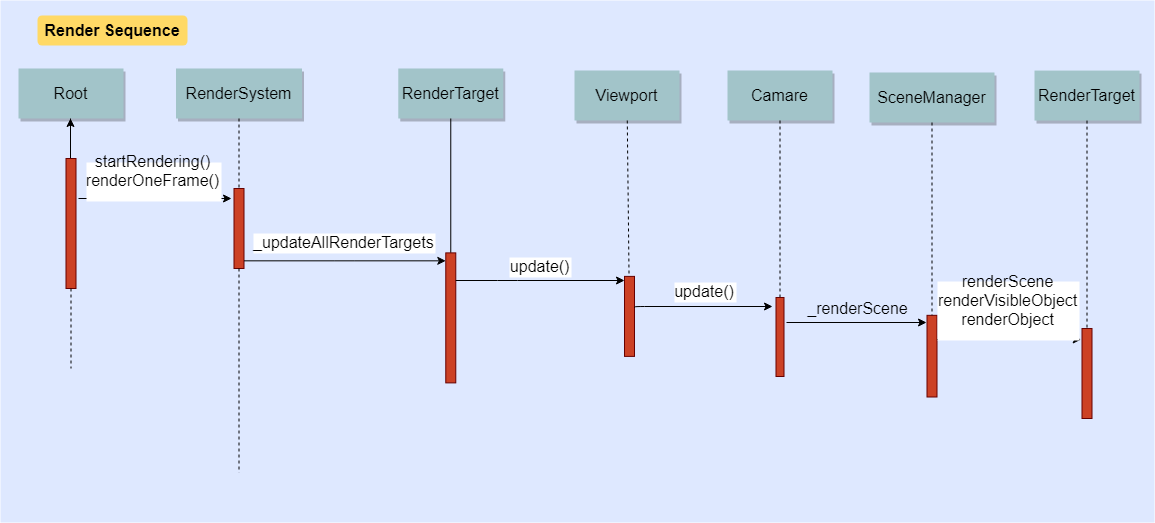 Render Sequence
Root
RenderSystem
RenderTarget
Viewport
Camare
SceneManager
RenderTarget
startRendering()
renderOneFrame()
_updateAllRenderTargets
update()
update()
_renderScene
renderScene
renderVisibleObject
renderObject